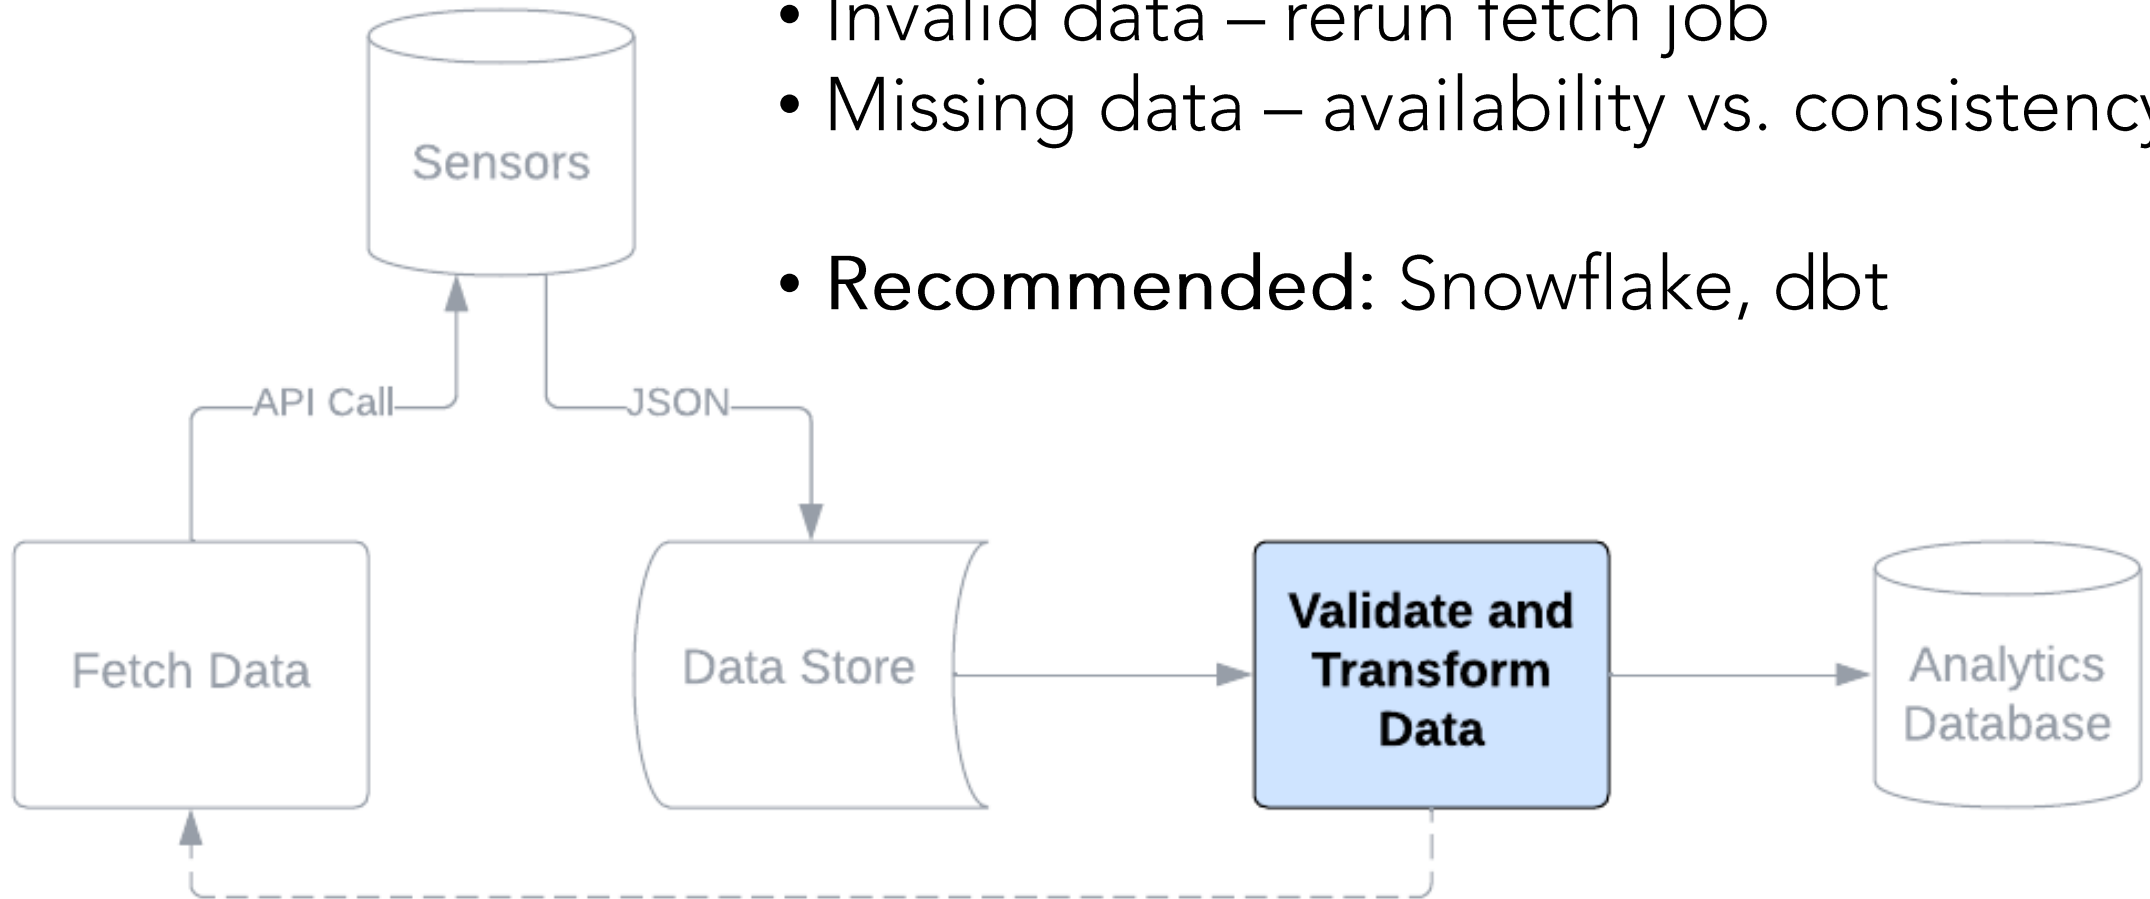 • Invalid data – rerun fetch job
• Missing data – availability vs. consistency
• Recommended: Snowflake, dbt
Sensors
API Call
JSON
Fetch Data
Data Store
Validate and
Transform
Data
Analytics
Database